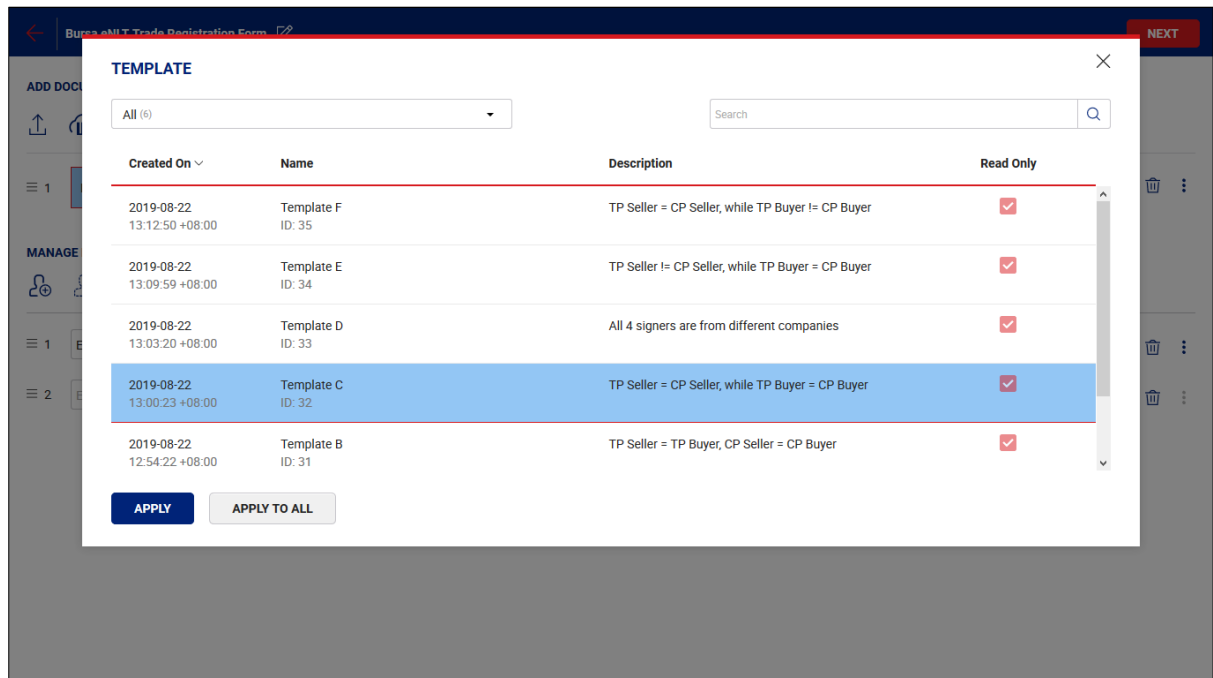 Bursa eNLT Trade Registration Form
NEXT
ADD
TEMPLATE
All (6)
Search
Created On
Name
Description
Read Only
1
2019-08-22
Template F
TP Seller = CP Seller, while TP Buyer != CP Buyer
13:12:50 +08:00
ID: 35
MANAGE
2019-08-22
Template E
TP Seller != CP Seller, while TP Buyer = CP Buyer
13:09:59 +08:00
ID: 34
2019-08-22
Template D
All 4 signers are from different companies
13:03:20 +08:00
ID: 33
1
2019-08-22
Template C
TP Seller = CP Seller, while TP Buyer = CP Buyer
13:00:23 +08:00
ID: 32
2
2019-08-22
Template B
TP Seller = TP Buyer, CP Seller = CP Buyer
12:54:22 +08:00
ID: 31
APPLY
APPLY TO ALL